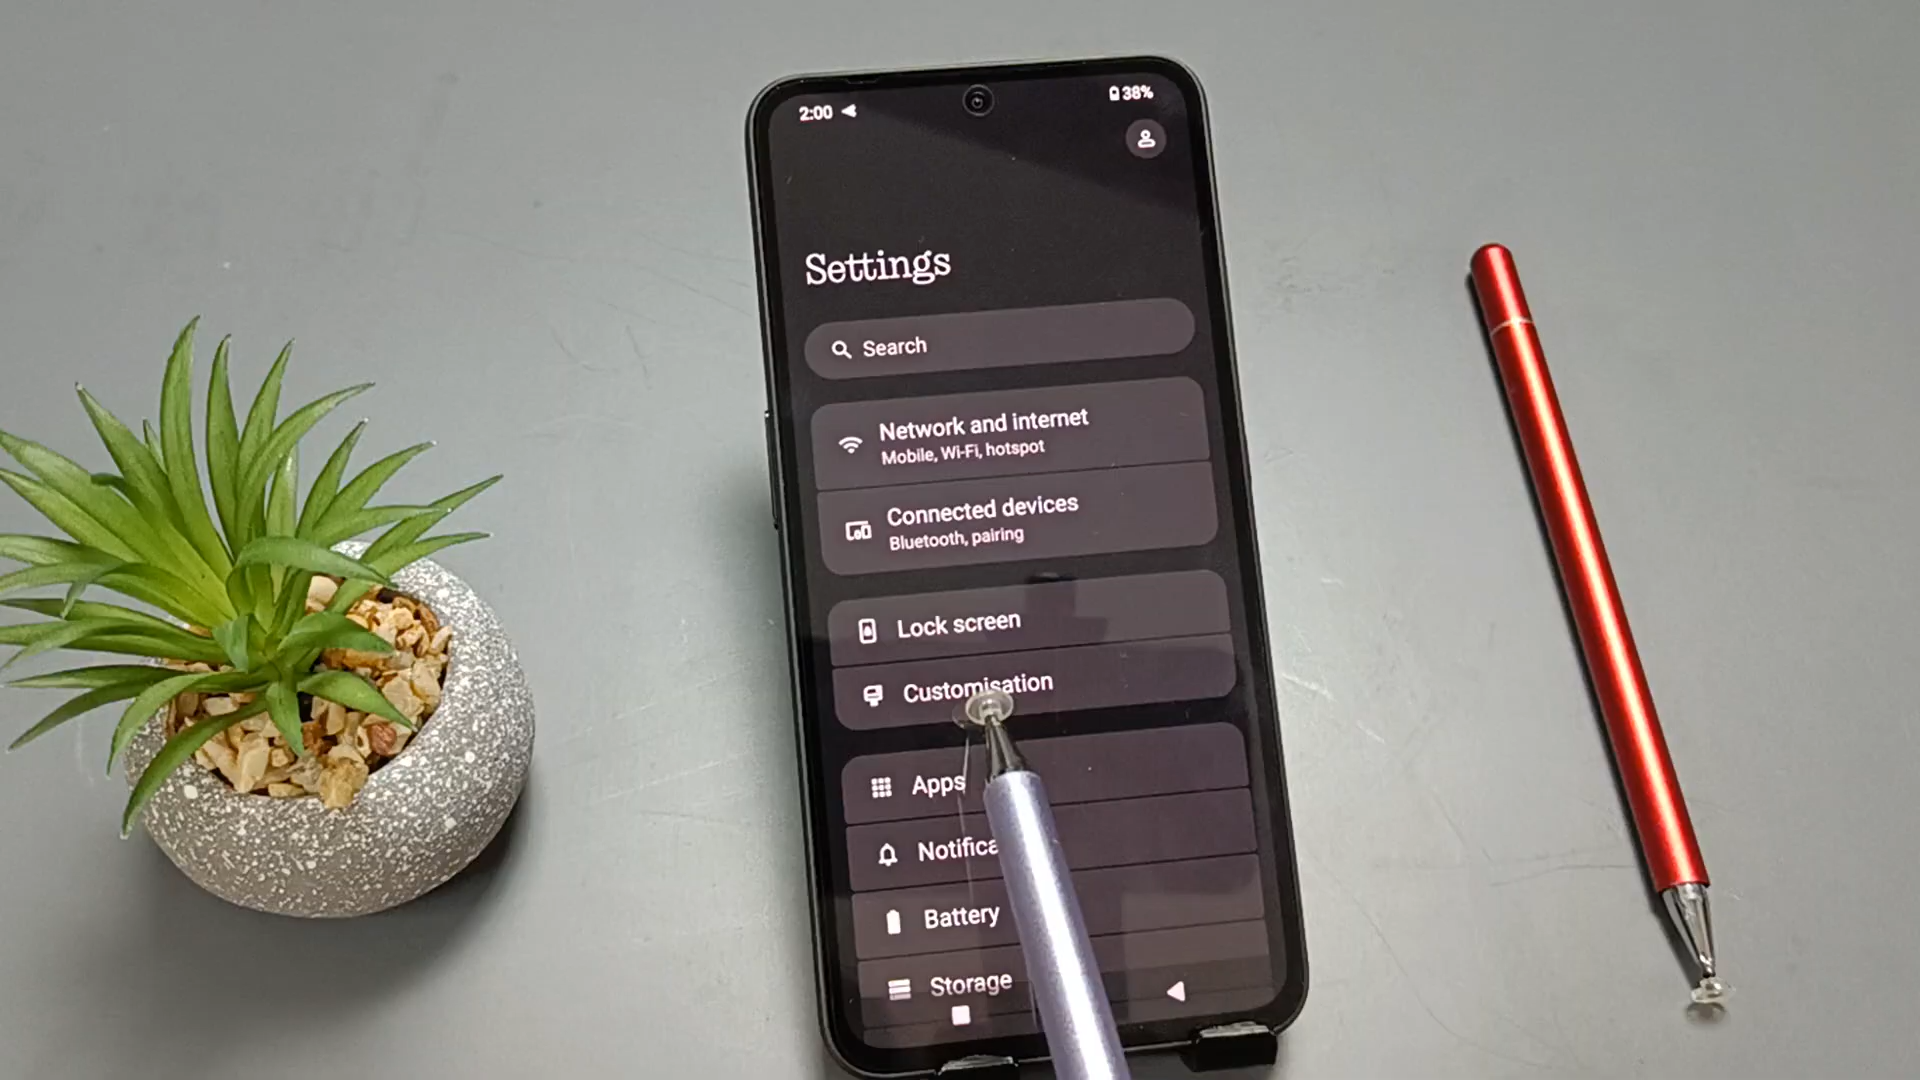 2:00
38%
Settings
Search
Network and internet
Mobile, Wi-Fi, hotspot
Connected devices
Bluetooth, pairing
Lock screen
Customisation
Apps
Notifica
Battery
Storage